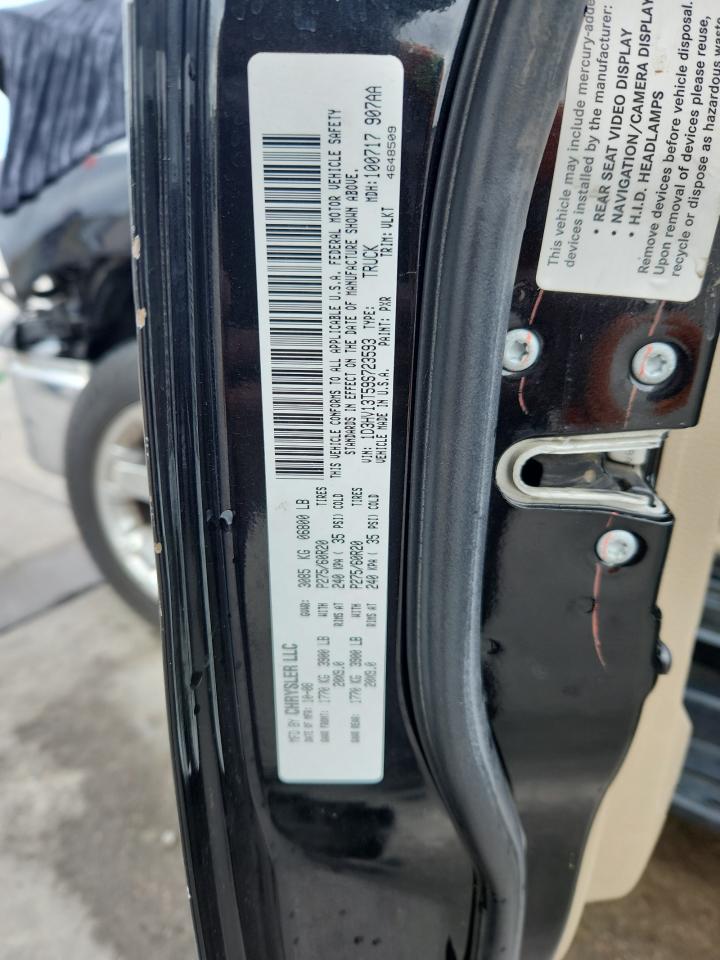 MFD BY CHRYSLER LLC
DATE OF MFR: 10-08 GVWR: 3085 KG 06800 LB
GAWR FRONT: 1770 KG 3900 LB WITH P275/60R20 TIRES
20X9.0 RIMS AT 240 KPA ( 35 PSI) COLD
GAWR REAR: 1770 KG 3900 LB WITH P275/60R20 TIRES
20X9.0 RIMS AT 240 KPA ( 35 PSI) COLD
THIS VEHICLE CONFORMS TO ALL APPLICABLE U.S.A. FEDERAL MOTOR VEHICLE SAFETY
STANDARDS IN EFFECT ON THE DATE OF MANUFACTURE SHOWN ABOVE.
VIN: 1D3HV13T59S723593 TYPE: TRUCK MDH:100717 907AA
VEHICLE MADE IN U.S.A. PAINT: PXR TRIM: VLKT 4648509
This vehicle may include mercury-adde
devices installed by the manufacturer:
• REAR SEAT VIDEO DISPLAY
• NAVIGATION/CAMERA DISPLAY
• H.I.D. HEADLAMPS
Remove devices before vehicle disposal.
Upon removal of devices please reuse,
recycle or dispose as hazardous waste